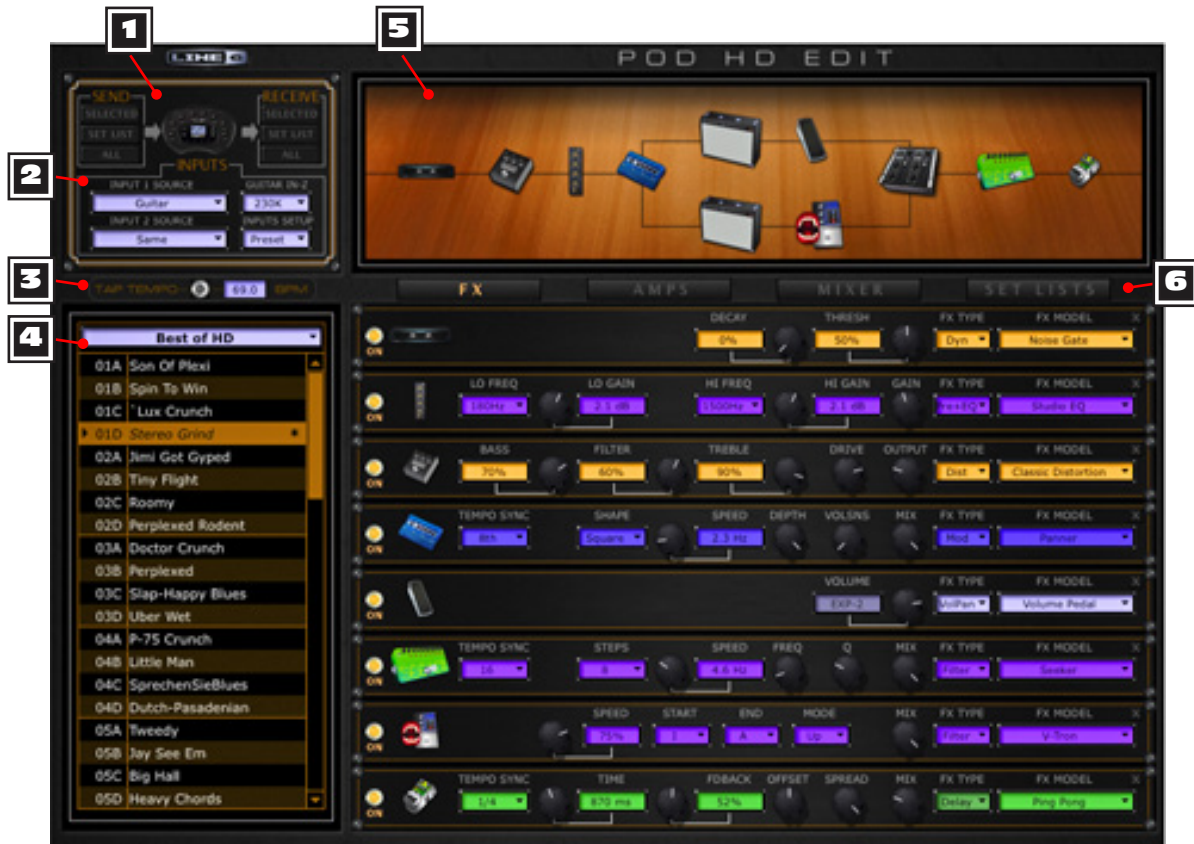 1
5
LINE 6
POD HD EDIT
SEND
RECEIVE
SELECTED
SELECTED
SET LIST
SET LIST
ALL
ALL
INPUTS
2
INPUT 1 SOURCE
GUITAR IN-Z
Guitar
230K
INPUT 2 SOURCE
INPUTS SETUP
Same
Preset
3
TAP TEMPO
69.0
BPM
FX
AMPS
MIXER
SET LISTS
6
4
Best of HD
01A Son Of Plexi
01B Spin To Win
01C `Lux Crunch
01D Stereo Grind *
02A Jimi Got Gyped
02B Tiny Flight
02C Roomy
02D Perplexed Rodent
03A Doctor Crunch
03B Perplexed
03C Slap-Happy Blues
03D Uber Wet
04A P-75 Crunch
04B Little Man
04C SprechenSieBlues
04D Dutch-Pasadenian
05A Tweedy
05B Jay See Em
05C Big Hall
05D Heavy Chords
DECAY THRESH FX TYPE FX MODEL X
ON 0% 50% Dyn Noise Gate
LO FREQ LO GAIN HI FREQ HI GAIN GAIN FX TYPE FX MODEL X
ON 180Hz 2.1 dB 1500Hz 2.1 dB Pre+EQ Studio EQ
BASS FILTER TREBLE DRIVE OUTPUT FX TYPE FX MODEL X
ON 70% 60% 90% Dist Classic Distortion
TEMPO SYNC SHAPE SPEED DEPTH VOLSNS MIX FX TYPE FX MODEL X
ON 8th Square 2.3 Hz Mod Panner
VOLUME FX TYPE FX MODEL X
ON EXP-2 VolPan Volume Pedal
TEMPO SYNC STEPS SPEED FREQ Q MIX FX TYPE FX MODEL X
ON 16 8 4.6 Hz Filter Seeker
SPEED START END MODE MIX FX TYPE FX MODEL X
ON 75% A Up Filter V-Tron
TEMPO SYNC TIME FDBACK OFFSET SPREAD MIX FX TYPE FX MODEL X
ON 1/4 870 ms 52% Delay Ping Pong